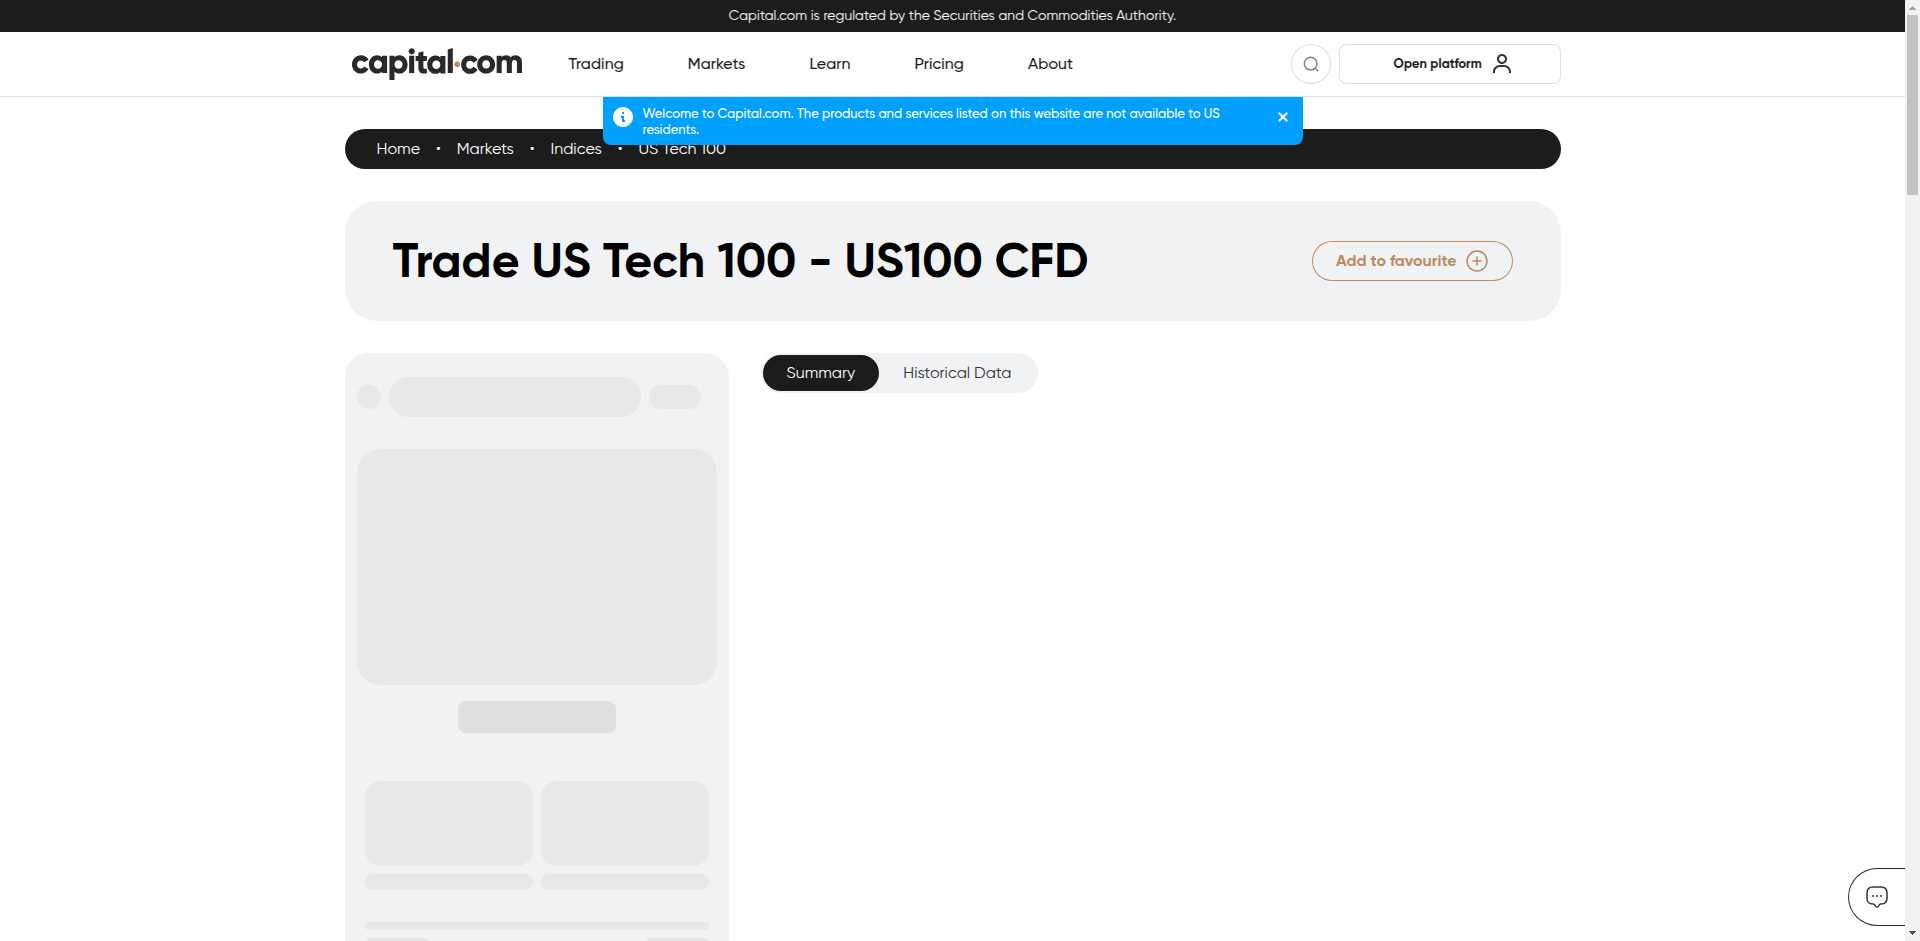 Capital.com is regulated by the Securities and Commodities Authority.
capital.com
Trading
Markets
Learn
Pricing
About
Open platform
Welcome to Capital.com. The products and services listed on this website are not available to US
residents.
Home • Markets • Indices • US Tech 100
Trade US Tech 100 - US100 CFD
Add to favourite
Summary
Historical Data